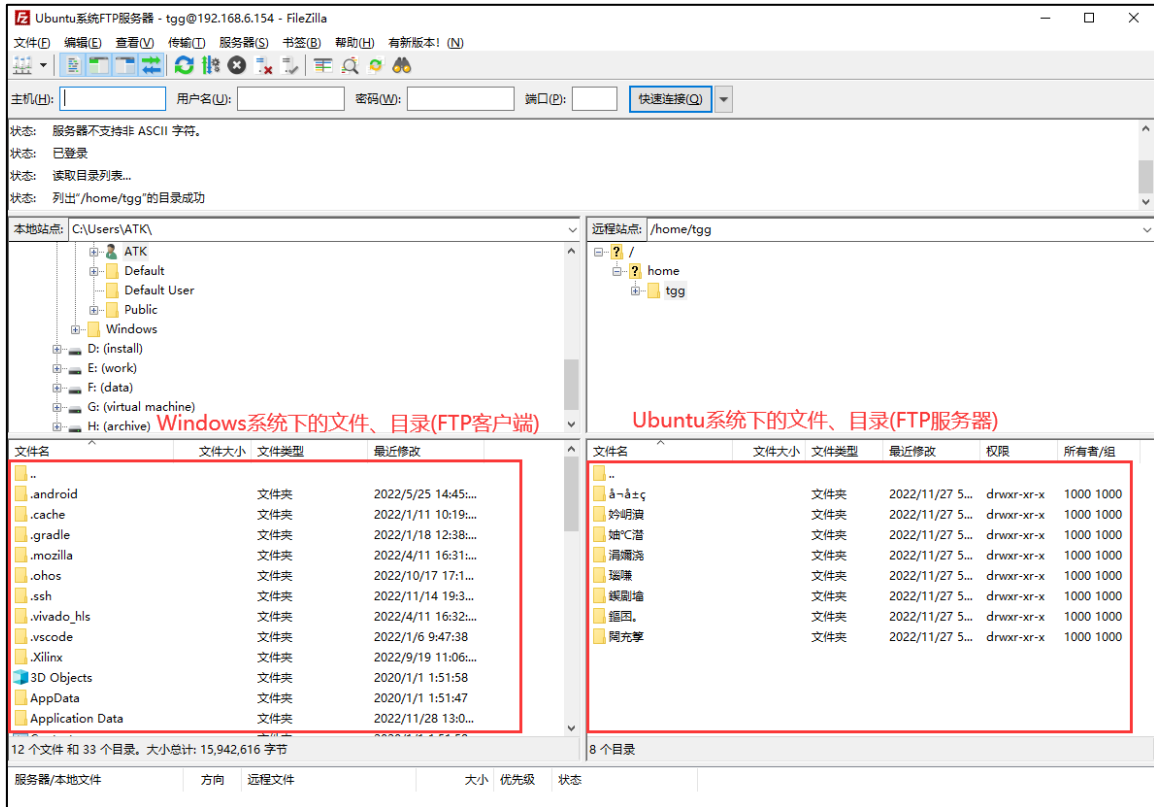 Ubuntu系统FTP服务器 - tgg@192.168.6.154 - FileZilla
文件(F) 编辑(E) 查看(V) 传输(T) 服务器(S) 书签(B) 帮助(H) 有新版本! (N)
主机(H): 用户名(U): 密码(W): 端口(P): 快速连接(Q)
状态: 服务器不支持非 ASCII 字符。
状态: 已登录
状态: 读取目录列表...
状态: 列出"/home/tgg"的目录成功
本地站点: C:\Users\ATK\
ATK
Default
Default User
Public
Windows
D: (install)
E: (work)
F: (data)
G: (virtual machine)
H: (archive)
Windows系统下的文件、目录(FTP客户端)
远程站点: /home/tgg
/
home
tgg
Ubuntu系统下的文件、目录(FTP服务器)
文件名 文件大小 文件类型 最近修改
..
.android 文件夹 2022/5/25 14:45:...
.cache 文件夹 2022/1/11 10:19:...
.gradle 文件夹 2022/1/18 12:38:...
.mozilla 文件夹 2022/4/11 16:31:...
.ohos 文件夹 2022/10/17 17:1...
.ssh 文件夹 2022/11/14 19:3...
.vivado_hls 文件夹 2022/4/11 16:32:...
.vscode 文件夹 2022/1/6 9:47:38
.Xilinx 文件夹 2022/9/19 11:06:...
3D Objects 文件夹 2020/1/1 1:51:58
AppData 文件夹 2020/1/1 1:51:47
Application Data 文件夹 2022/11/28 13:0...
12 个文件 和 33 个目录。大小总计: 15,942,616 字节
文件名 文件大小 文件类型 最近修改 权限 所有者/组
..
å¬å±ç 文件夹 2022/11/27 5... drwxr-xr-x 1000 1000
文件夹 2022/11/27 5... drwxr-xr-x 1000 1000
妯℃澘 文件夹 2022/11/27 5... drwxr-xr-x 1000 1000
文件夹 2022/11/27 5... drwxr-xr-x 1000 1000
文件夹 2022/11/27 5... drwxr-xr-x 1000 1000
文件夹 2022/11/27 5... drwxr-xr-x 1000 1000
文件夹 2022/11/27 5... drwxr-xr-x 1000 1000
文件夹 2022/11/27 5... drwxr-xr-x 1000 1000
8 个目录
服务器/本地文件 方向 远程文件 大小 优先级 状态